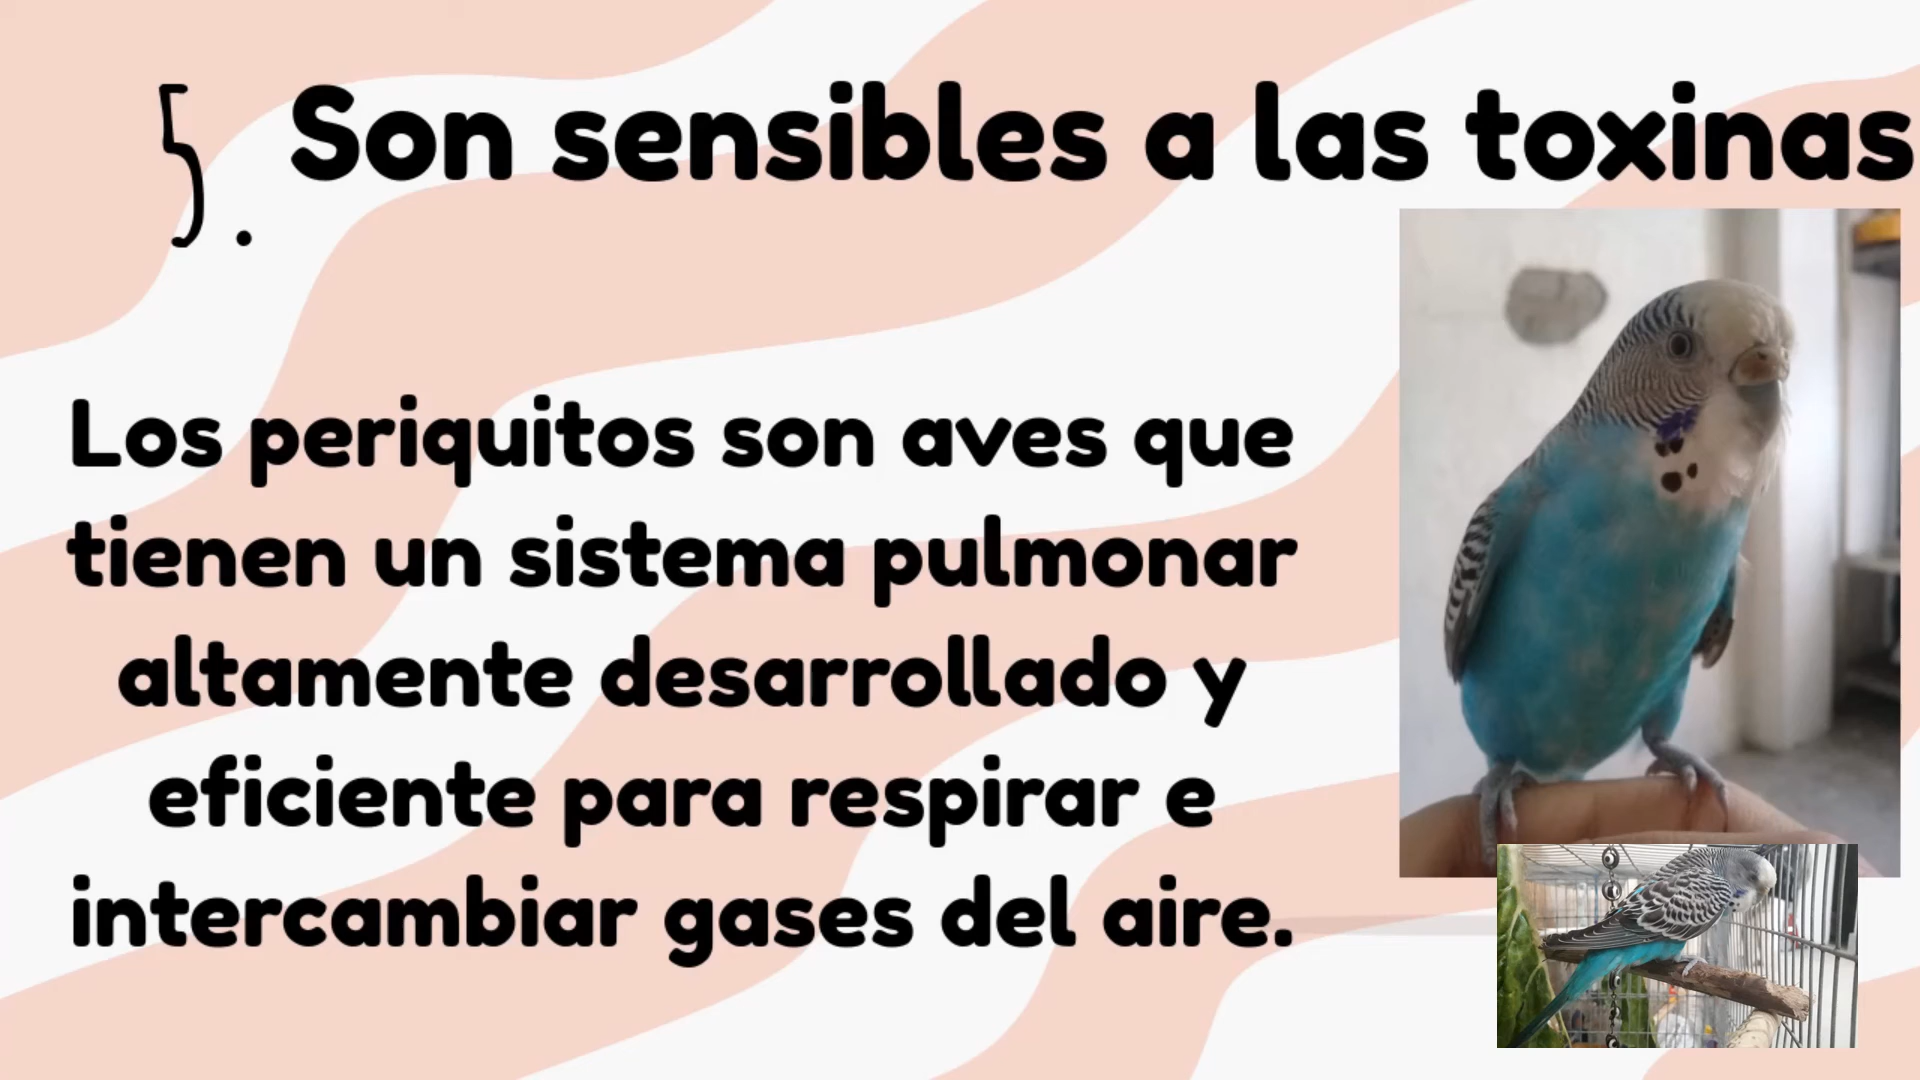 5. Son sensibles a las toxinas
Los periquitos son aves que
tienen un sistema pulmonar
altamente desarrollado y
eficiente para respirar e
intercambiar gases del aire.